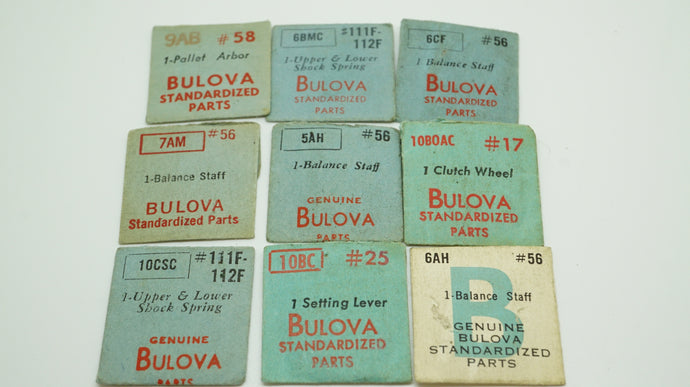 9AB #58
1-Pallet Arbor
BULOVA
STANDARDIZED
PARTS
6BMC #111F-
112F
1-Upper & Lower
Shock Spring
BULOVA
STANDARDIZED
PARTS
6CF #56
1 Balance Staff
BULOVA
STANDARDIZED
PARTS
7AM #56
1-Balance Staff
BULOVA
Standardized Parts
5AH #56
1-Balance Staff
GENUINE
BULOVA
PARTS
10BOAC #17
1 Clutch Wheel
BULOVA
STANDARDIZED
PARTS
10CSC #111F-
112F
1-Upper & Lower
Shock Spring
GENUINE
BULOVA
PARTS
10BC #25
1 Setting Lever
BULOVA
STANDARDIZED
PARTS
6AH #56
B
1-Balance Staff
GENUINE
BULOVA
STANDARDIZED
PARTS